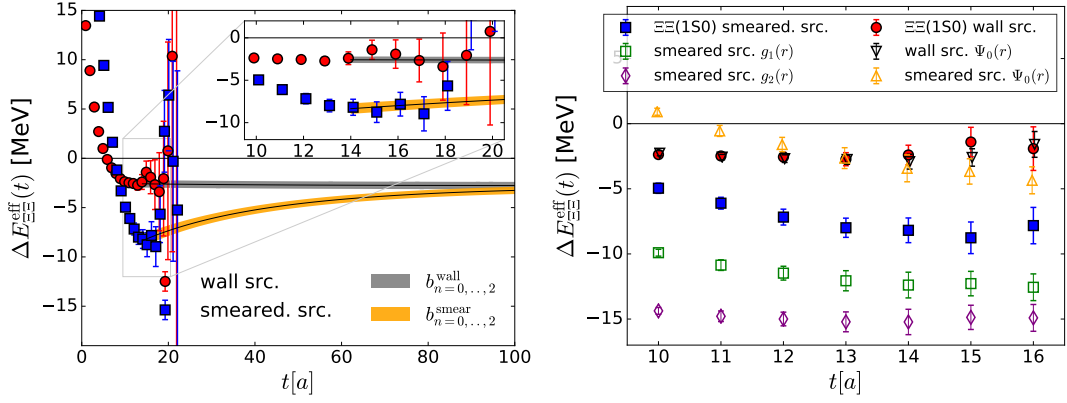 15
10
5
0
−5
−10
−15
0
20
40
60
80
100
t[a]
ΔE^eff_ΞΞ(t) [MeV]
0
−5
−10
10
12
14
16
18
20
wall src.
smeared. src.
b^wall_{n=0,..,2}
b^smear_{n=0,..,2}
ΞΞ(1S0) smeared. src.
smeared src. g₁(r)
smeared src. g₂(r)
ΞΞ(1S0) wall src.
wall src. Ψ₀(r)
smeared src. Ψ₀(r)
0
−5
−10
−15
10
11
12
13
14
15
16
t[a]
ΔE^eff_ΞΞ(t) [MeV]